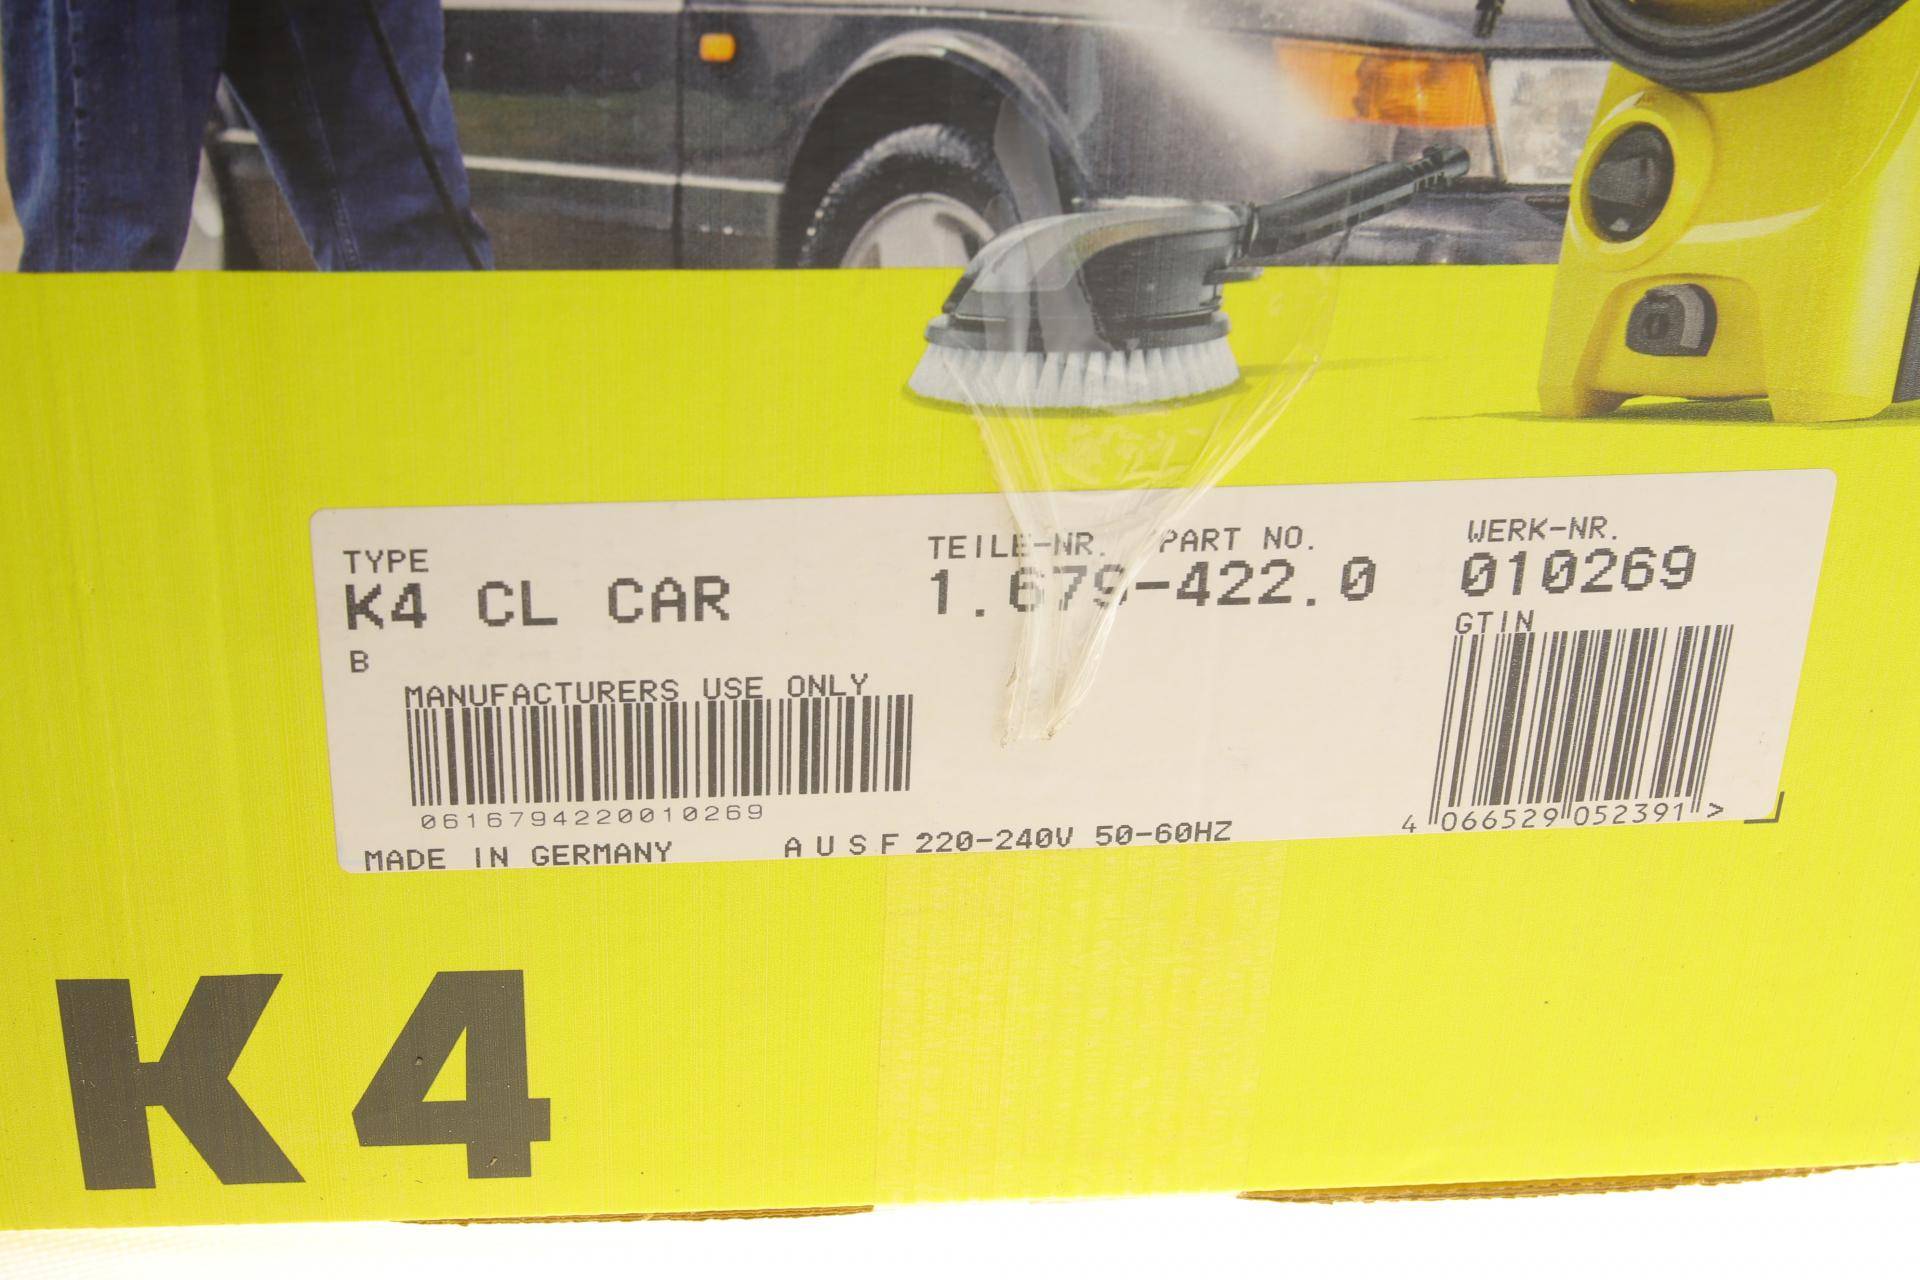 TYPE
K4 CL CAR
B
TEILE-NR. PART NO.
1.679-422.0
WERK-NR.
010269
GTIN
MANUFACTURERS USE ONLY
0616794220010269
4 066529 052391 >
MADE IN GERMANY
A U S F 220-240V 50-60HZ
K4